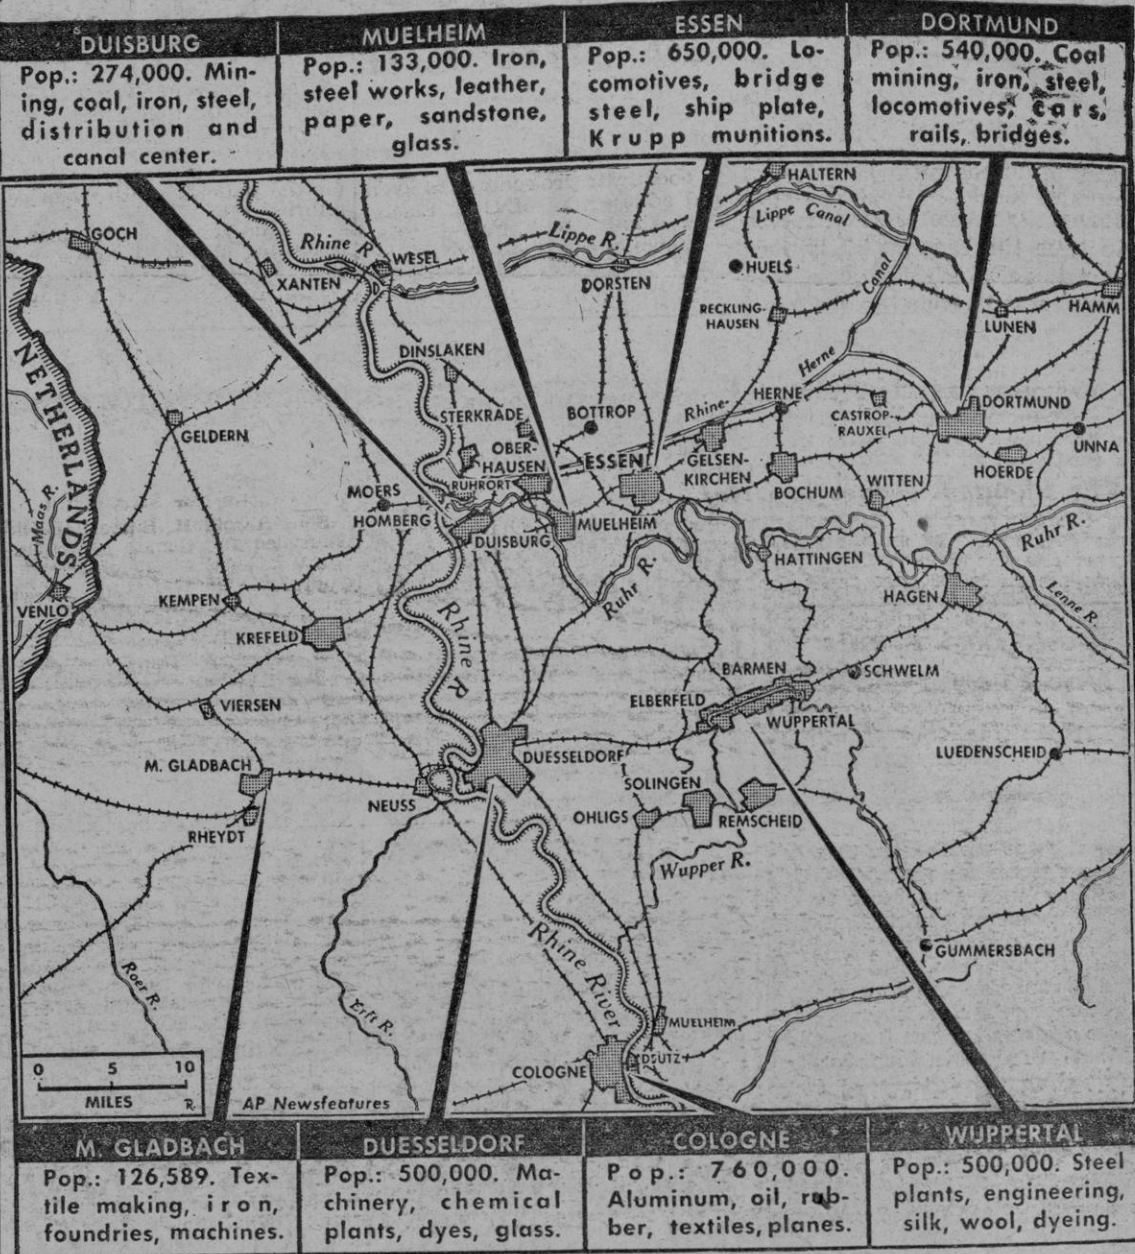 DUISBURG
Pop.: 274,000. Min-
ing, coal, iron, steel,
distribution and
canal center.
MUELHEIM
Pop.: 133,000. Iron,
steel works, leather,
paper, sandstone,
glass.
ESSEN
Pop.: 650,000. Lo-
comotives, bridge
steel, ship plate,
Krupp munitions.
DORTMUND
Pop.: 540,000. Coal
mining, iron, steel,
locomotives, cars,
rails, bridges.
HALTERN
Lippe Canal
GOCH
Rhine R.
WESEL
Lippe R.
XANTEN
DORSTEN
HUELS
Canal
RECKLING-
HAUSEN
LUNEN
HAMM
NETHERLANDS
DINSLAKEN
Herne
HERNE
STERKRADE
BOTTROP
Rhine-
CASTROP-
RAUXEL
DORTMUND
GELDERN
OBER-
HAUSEN
ESSEN
GELSEN-
KIRCHEN
UNNA
HOERDE
RUHRORT
BOCHUM
WITTEN
MOERS
HOMBERG
Maas R.
DUISBURG
MUELHEIM
Ruhr R.
HATTINGEN
Ruhr R.
HAGEN
Lenne R.
VENLO
KEMPEN
KREFELD
Rhine R
BARMEN
SCHWELM
ELBERFELD
VIERSEN
WUPPERTAL
M. GLADBACH
DUESSELDORF
LUEDENSCHEID
SOLINGEN
NEUSS
OHLIGS
REMSCHEID
RHEYDT
Wupper R.
Rhine River
GUMMERSBACH
Roer R.
Erft R.
MUELHEIM
DEUTZ
COLOGNE
0 5 10
MILES
R.
AP Newsfeatures
M. GLADBACH
Pop.: 126,589. Tex-
tile making, iron,
foundries, machines.
DUESSELDORF
Pop.: 500,000. Ma-
chinery, chemical
plants, dyes, glass.
COLOGNE
Pop.: 760,000.
Aluminum, oil, rub-
ber, textiles, planes.
WUPPERTAL
Pop.: 500,000. Steel
plants, engineering,
silk, wool, dyeing.